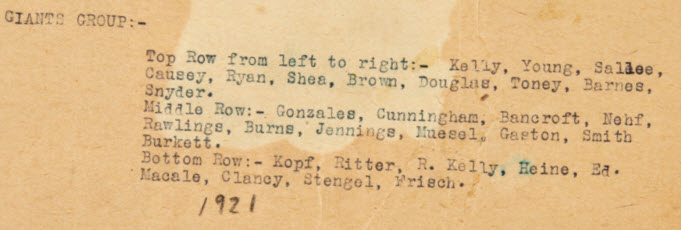 GIANTS GROUP:-
Top Row from left to right:- Kelly, Young, Sallee,
Causey, Ryan, Shea, Brown, Douglas, Toney, Barnes,
Snyder.
Middle Row:- Gonzales, Cunningham, Bancroft, Nehf,
Rawlings, Burns, Jennings, Muesel, Gaston, Smith
Burkett.
Bottom Row:- Kopf, Ritter, R. Kelly, Heine, Ed.
Macale, Clancy, Stengel, Frisch.
1921